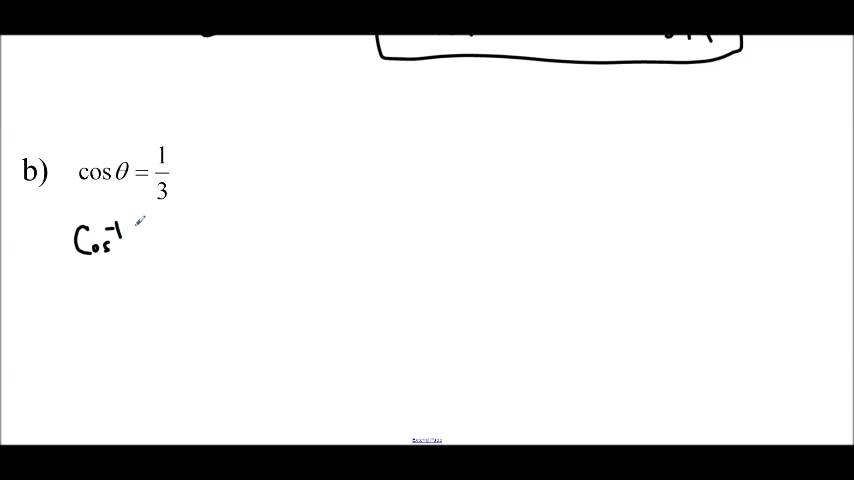 b) cos θ = 1/3
Cos⁻¹